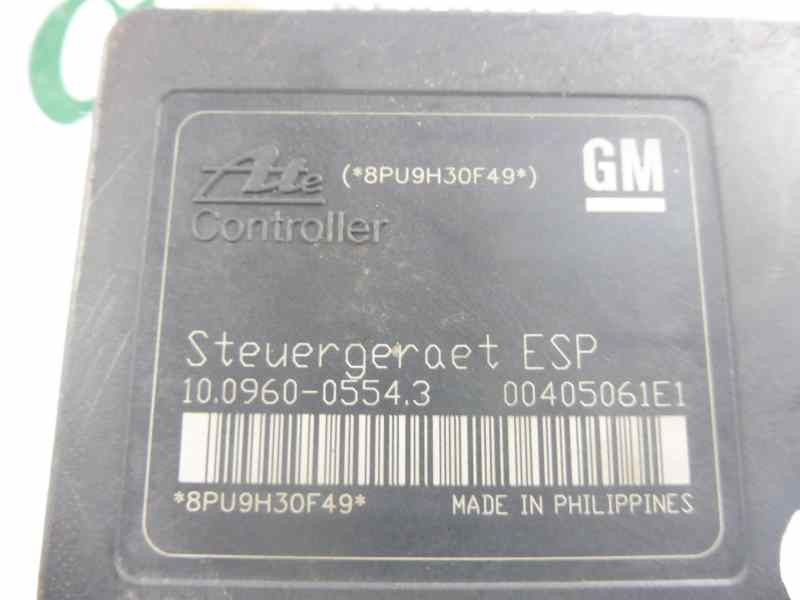 Ate (*8PU9H30F49*) GM
Controller
Steuergeraet ESP
10.0960-0554.3 00405061E1
*8PU9H30F49* MADE IN PHILIPPINES